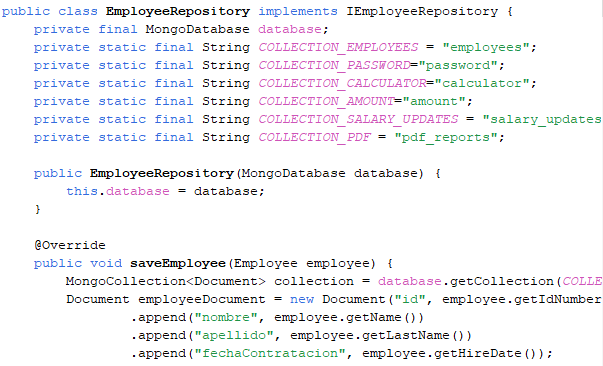 public class EmployeeRepository implements IEmployeeRepository {
    private final MongoDatabase database;
    private static final String COLLECTION_EMPLOYEES = "employees";
    private static final String COLLECTION_PASSWORD="password";
    private static final String COLLECTION_CALCULATOR="calculator";
    private static final String COLLECTION_AMOUNT="amount";
    private static final String COLLECTION_SALARY_UPDATES = "salary_updates
    private static final String COLLECTION_PDF = "pdf_reports";
    public EmployeeRepository(MongoDatabase database) {
        this.database = database;
    }
    @Override
    public void saveEmployee(Employee employee) {
        MongoCollection<Document> collection = database.getCollection(COLLE
        Document employeeDocument = new Document("id", employee.getIdNumber
                .append("nombre", employee.getName())
                .append("apellido", employee.getLastName())
                .append("fechaContratacion", employee.getHireDate());